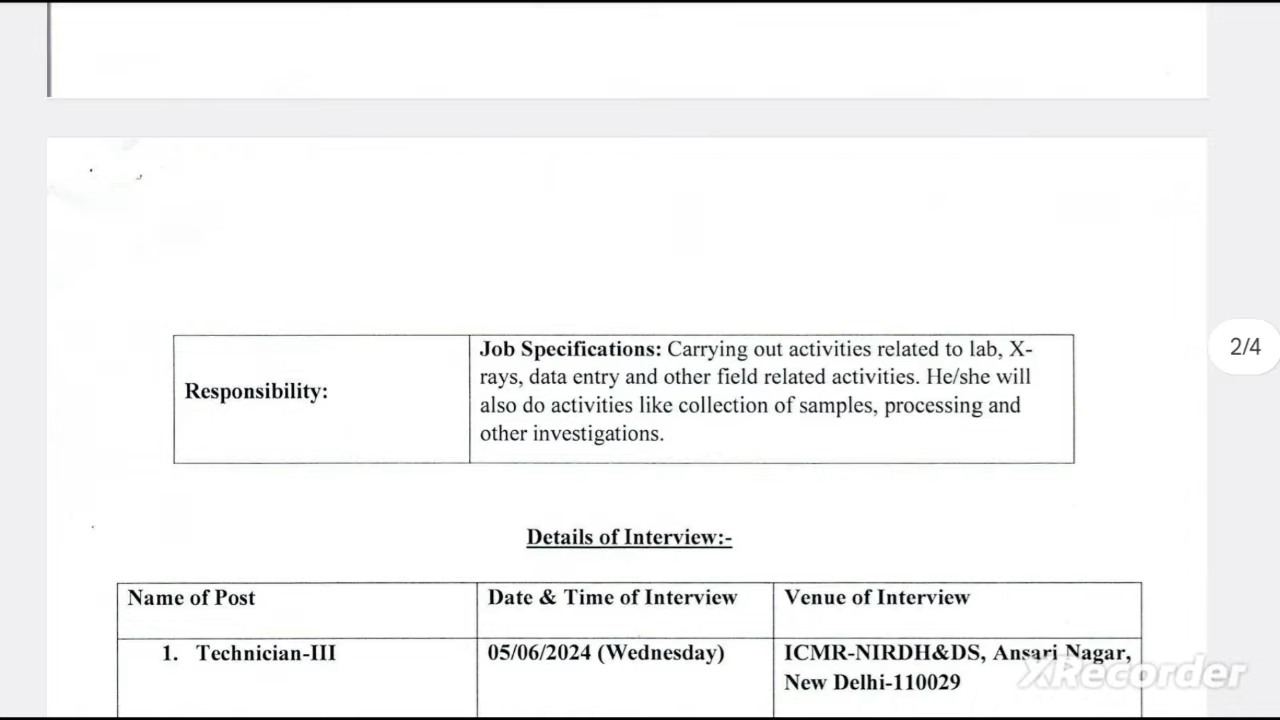 2/4
Responsibility:
Job Specifications: Carrying out activities related to lab, X-
rays, data entry and other field related activities. He/she will
also do activities like collection of samples, processing and
other investigations.
Details of Interview:-
Name of Post
Date & Time of Interview
Venue of Interview
1. Technician-III
05/06/2024 (Wednesday)
ICMR-NIRDH&DS, Ansari Nagar,
New Delhi-110029
XRecorder